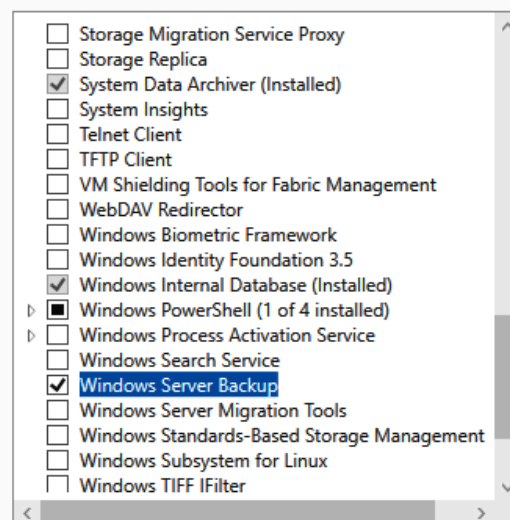 Storage Migration Service Proxy
Storage Replica
System Data Archiver (Installed)
System Insights
Telnet Client
TFTP Client
VM Shielding Tools for Fabric Management
WebDAV Redirector
Windows Biometric Framework
Windows Identity Foundation 3.5
Windows Internal Database (Installed)
Windows PowerShell (1 of 4 installed)
Windows Process Activation Service
Windows Search Service
Windows Server Backup
Windows Server Migration Tools
Windows Standards-Based Storage Management
Windows Subsystem for Linux
Windows TIFF IFilter